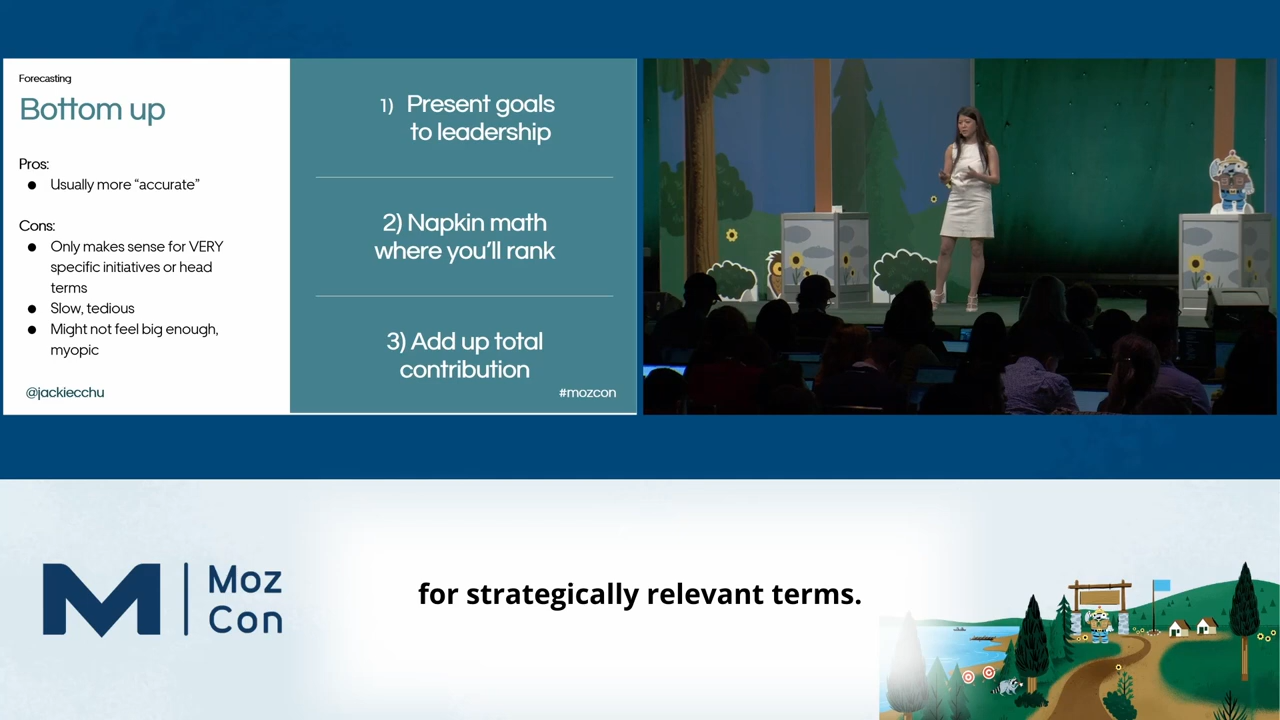 Forecasting
Bottom up
Pros:
● Usually more “accurate”
Cons:
● Only makes sense for VERY
specific initiatives or head
terms
● Slow, tedious
● Might not feel big enough,
myopic
@jackiecchu
1) Present goals
to leadership
2) Napkin math
where you’ll rank
3) Add up total
contribution
#mozcon
Moz
Con
for strategically relevant terms.